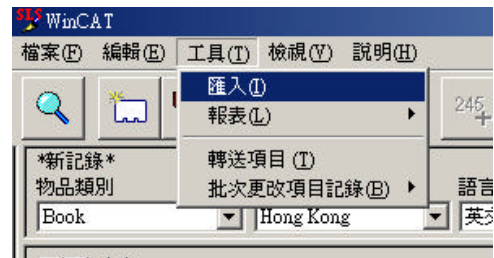 SLS WinCAT
檔案(F) 編輯(E) 工具(T) 檢視(V) 說明(H)
匯入(I)
報表(L)
245
轉送項目 (T)
批次更改項目記錄(B)
*新記錄*
物品類別 語言
Book Hong Kong 英文